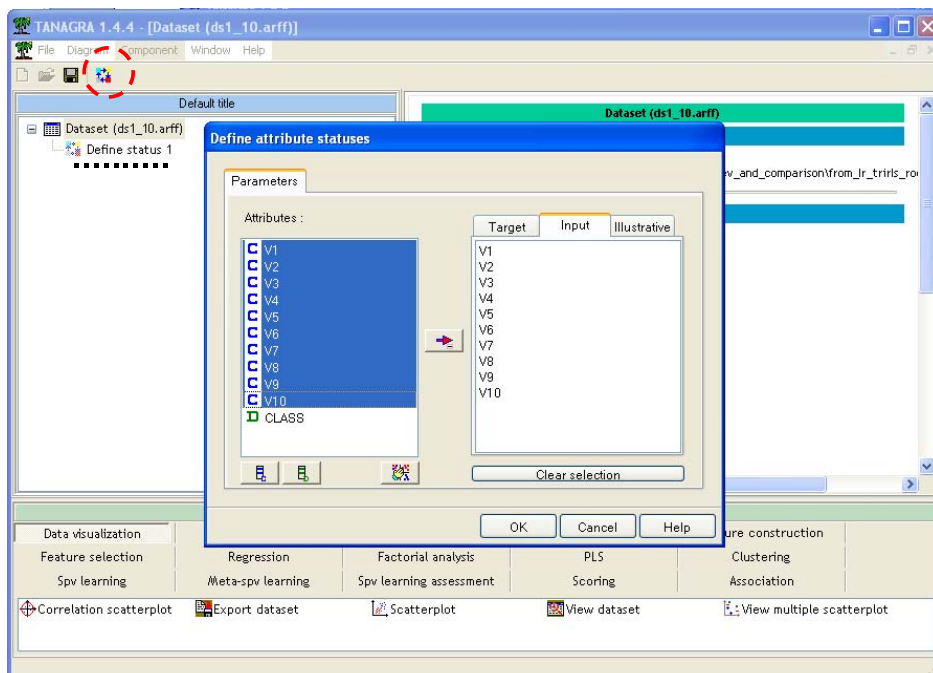 TANAGRA 1.4.4 - [Dataset (ds1_10.arff)]
File Diagram Component Window Help
Default title
Dataset (ds1_10.arff)
Define status 1
Dataset (ds1_10.arff)
ev_and_comparison\from_lr_trirls_ro
Define attribute statuses
Parameters
Attributes :
C V1
C V2
C V3
C V4
C V5
C V6
C V7
C V8
C V9
C V10
D CLASS
Target Input Illustrative
V1
V2
V3
V4
V5
V6
V7
V8
V9
V10
Clear selection
OK Cancel Help
Data visualization ure construction
Feature selection Regression Factorial analysis PLS Clustering
Spv learning Meta-spv learning Spv learning assessment Scoring Association
Correlation scatterplot Export dataset Scatterplot View dataset View multiple scatterplot